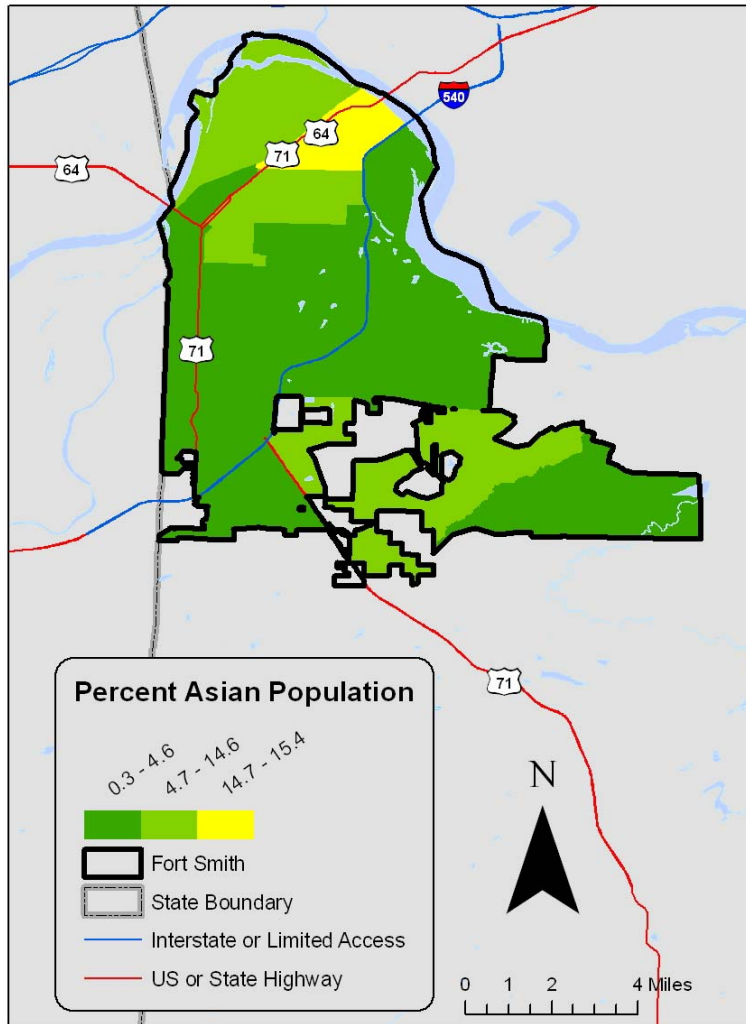 540
64
71
64
71
71
Percent Asian Population
0.3 - 4.6
4.7 - 14.6
14.7 - 15.4
Fort Smith
State Boundary
Interstate or Limited Access
US or State Highway
N
0 1 2 4 Miles